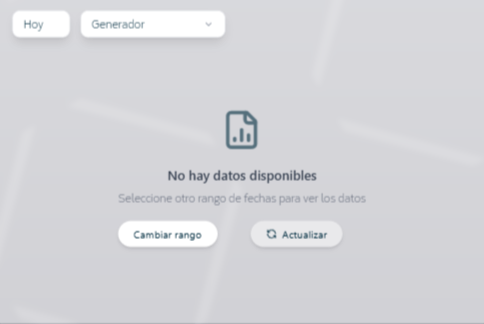 Hoy
Generador
No hay datos disponibles
Seleccione otro rango de fechas para ver los datos
Cambiar rango
Actualizar